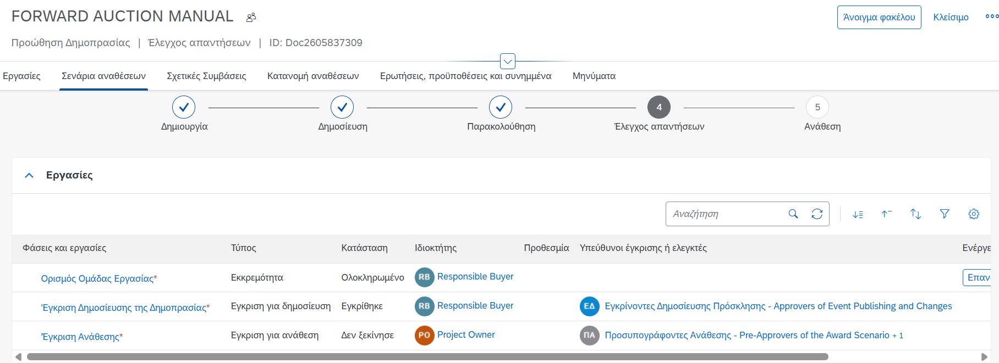 FORWARD AUCTION MANUAL
Άνοιγμα φακέλου
Κλείσιμο
Προώθηση Δημοπρασίας | Έλεγχος απαντήσεων | ID: Doc2605837309
Εργασίες
Σενάρια αναθέσεων
Σχετικές Συμβάσεις
Κατανομή αναθέσεων
Ερωτήσεις, προϋποθέσεις και συνημμένα
Μηνύματα
4
5
Δημιουργία
Δημοσίευση
Παρακολούθηση
Έλεγχος απαντήσεων
Ανάθεση
Εργασίες
Αναζήτηση
Φάσεις και εργασίες Τύπος Κατάσταση Ιδιοκτήτης Προθεσμία Υπεύθυνοι έγκρισης ή ελεγκτές Ενέργε
Ορισμός Ομάδας Εργασίας* Εκκρεμότητα Ολοκληρωμένο RB Responsible Buyer Επαν
Έγκριση Δημοσίευσης της Δημοπρασίας* Εγκριση για δημοσίευση Εγκρίθηκε RB Responsible Buyer ΕΔ Εγκρίνοντες Δημοσίευσης Πρόσκλησης - Approvers of Event Publishing and Changes
Έγκριση Ανάθεσης* Εγκριση για ανάθεση Δεν ξεκίνησε PO Project Owner ΠΑ Προσυπογράφοντες Ανάθεσης - Pre-Approvers of the Award Scenario + 1